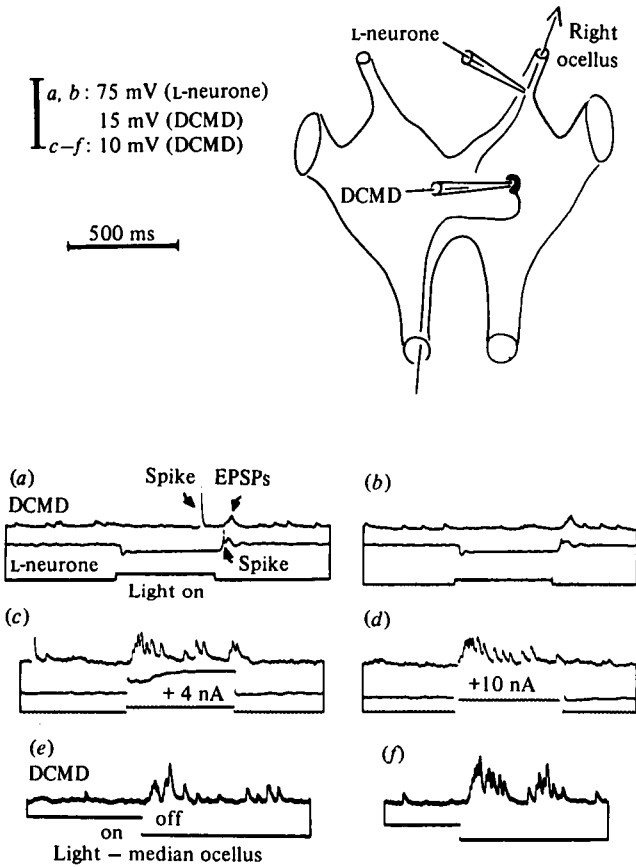 L-neurone
Right
ocellus
a, b: 75 mV (L-neurone)
15 mV (DCMD)
c–f: 10 mV (DCMD)
DCMD
500 ms
(a)
Spike EPSPs
DCMD
L-neurone
Spike
Light on
(b)
(c)
+ 4 nA
(d)
+10 nA
(e)
DCMD
off
on
Light – median ocellus
(f)